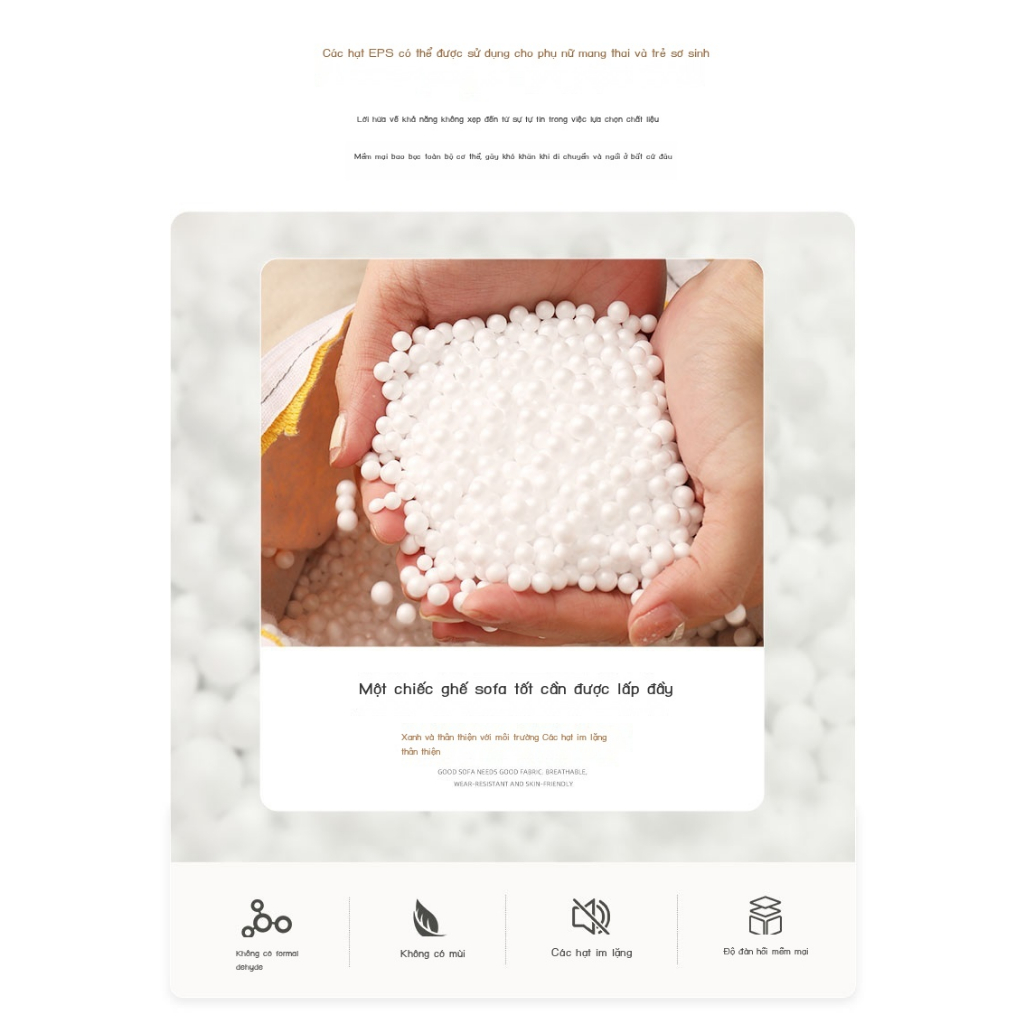 Các hạt EPS có thể được sử dụng cho phụ nữ mang thai và trẻ sơ sinh
Lời hứa về khả năng không xẹp đến từ sự tự tin trong việc lựa chọn chất liệu
Mềm mại bao bọc toàn bộ cơ thể, gây khó khăn khi di chuyển và ngồi ở bất cứ đâu
Một chiếc ghế sofa tốt cần được lấp đầy
Xanh và thân thiện với môi trường Các hạt im lặng
thân thiện
GOOD SOFA NEEDS GOOD FABRIC. BREATHABLE,
WEAR-RESISTANT AND SKIN-FRIENDLY
Không có formal
dehyde
Không có mùi
Các hạt im lặng
Độ đàn hồi mềm mại